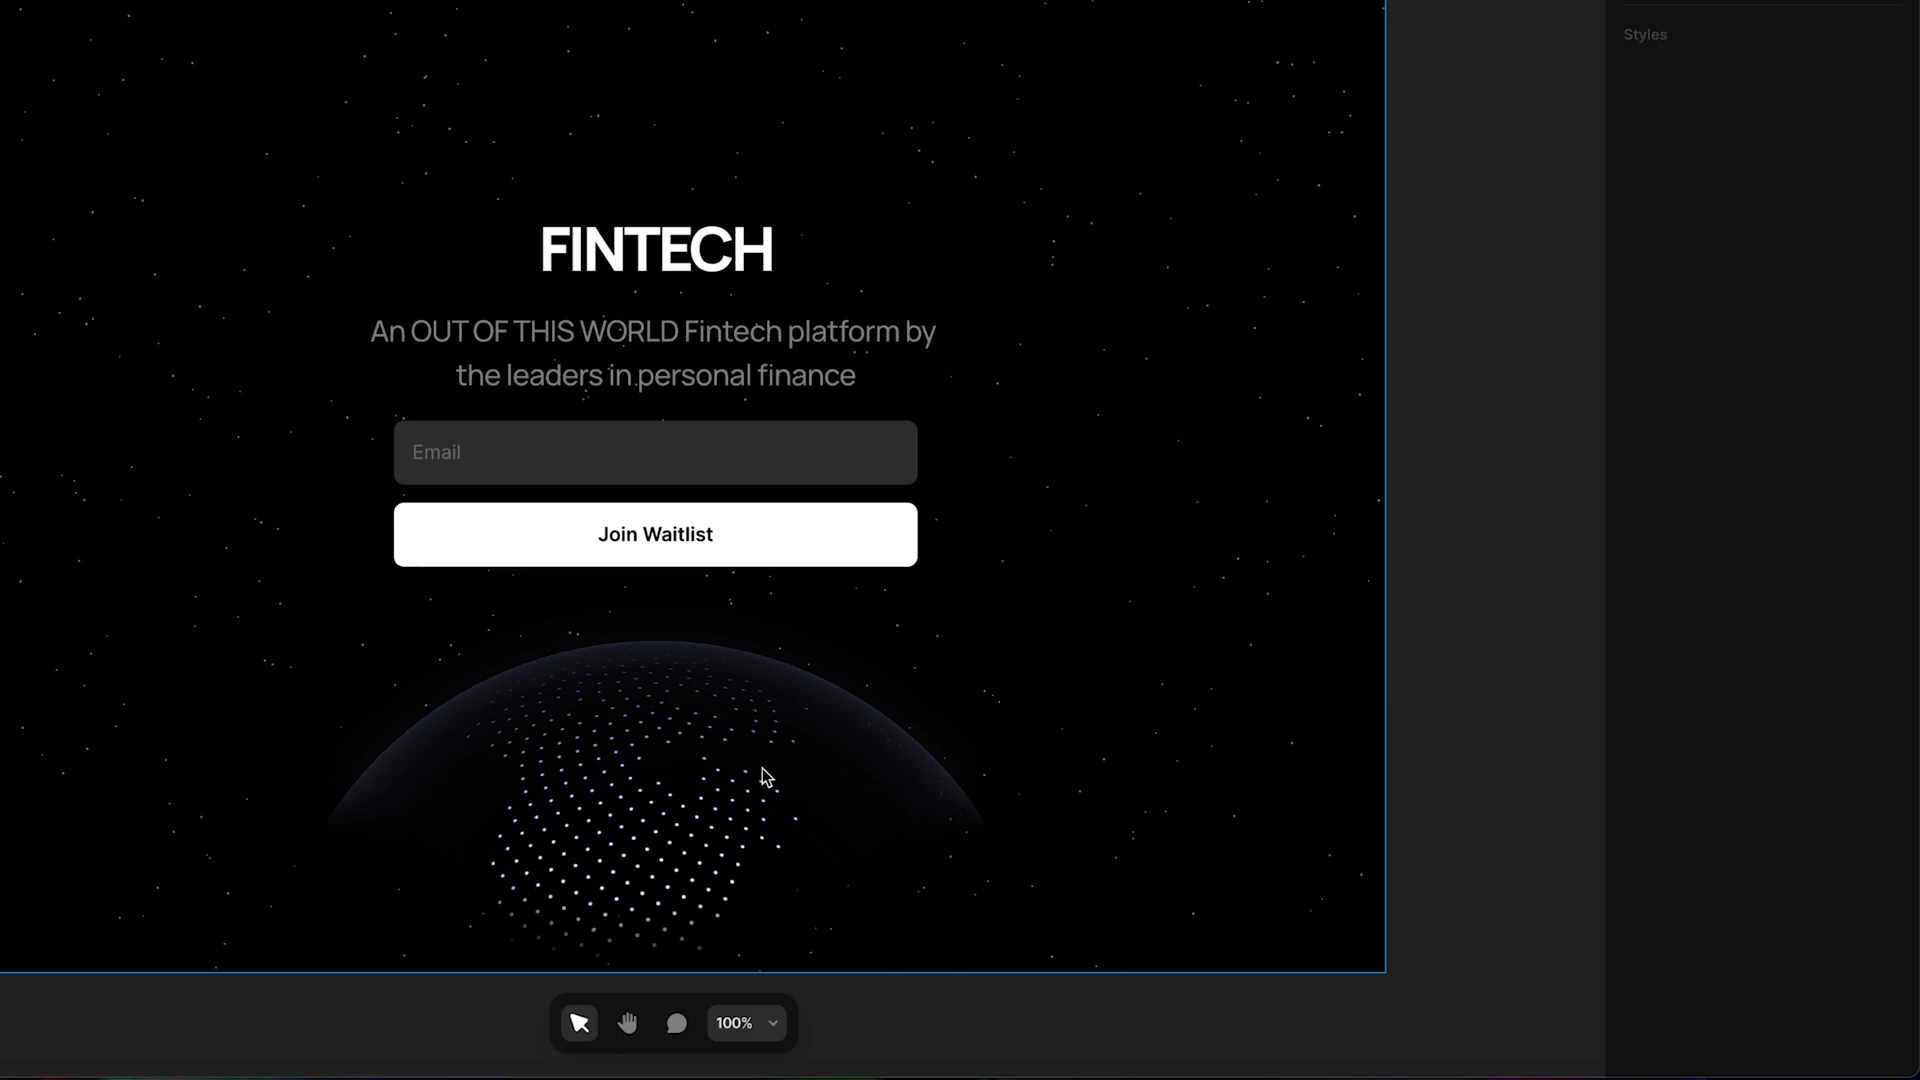 Styles
FINTECH
An OUT OF THIS WORLD Fintech platform by
the leaders in personal finance
Email
Join Waitlist
100%